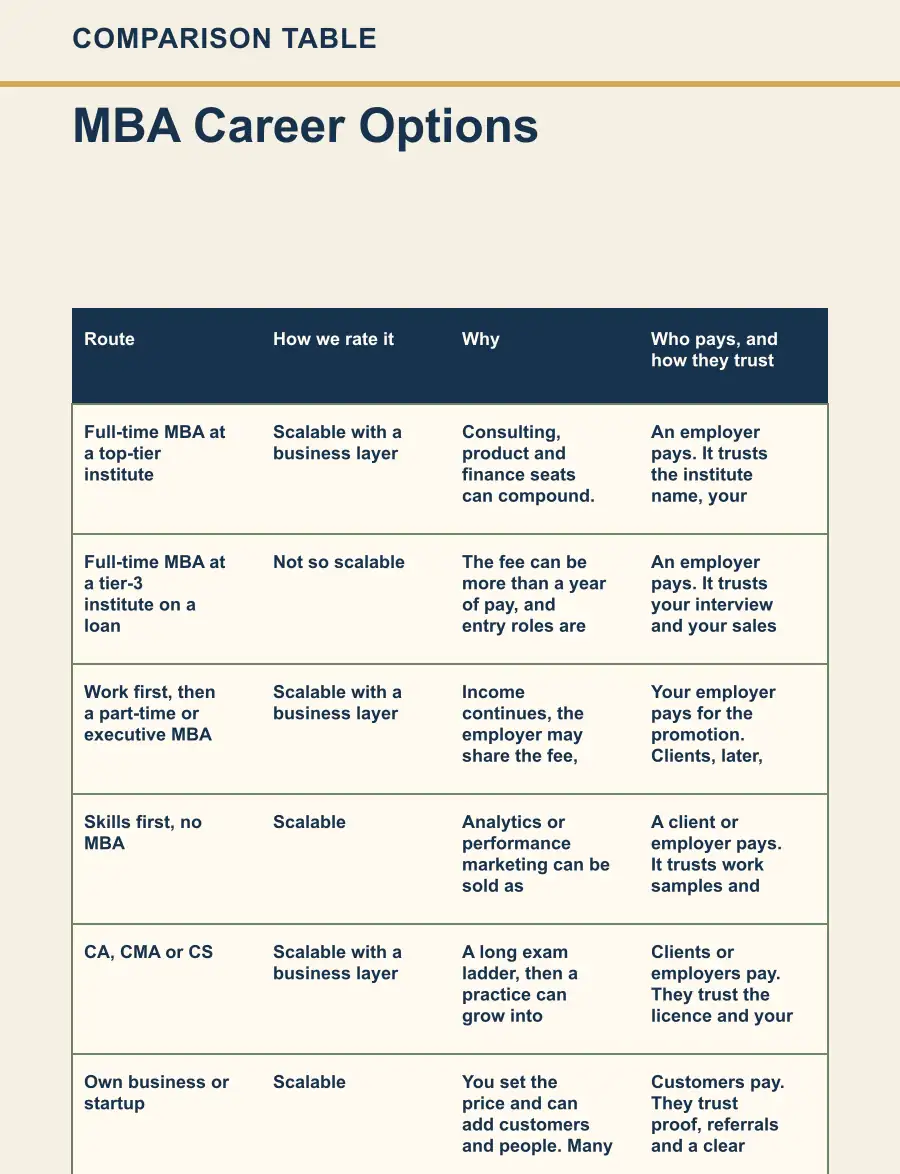 COMPARISON TABLE
MBA Career Options
Route
How we rate it
Why
Who pays, and
how they trust
Full-time MBA at
a top-tier
institute
Scalable with a
business layer
Consulting,
product and
finance seats
can compound.
An employer
pays. It trusts
the institute
name, your
Full-time MBA at
a tier-3
institute on a
loan
Not so scalable
The fee can be
more than a year
of pay, and
entry roles are
An employer
pays. It trusts
your interview
and your sales
Work first, then
a part-time or
executive MBA
Scalable with a
business layer
Income
continues, the
employer may
share the fee,
Your employer
pays for the
promotion.
Clients, later,
Skills first, no
MBA
Scalable
Analytics or
performance
marketing can be
sold as
A client or
employer pays.
It trusts work
samples and
CA, CMA or CS
Scalable with a
business layer
A long exam
ladder, then a
practice can
grow into
Clients or
employers pay.
They trust the
licence and your
Own business or
startup
Scalable
You set the
price and can
add customers
and people. Many
Customers pay.
They trust
proof, referrals
and a clear